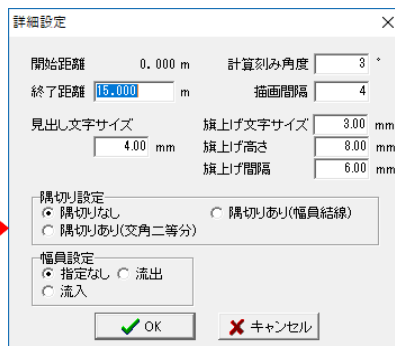 詳細設定
開始距離 0.000 m 計算刻み角度 3 °
終了距離 15.000 m 描画間隔 4
見出し文字サイズ 旗上げ文字サイズ 3.00 mm
4.00 mm 旗上げ高さ 8.00 mm
旗上げ間隔 6.00 mm
隅切り設定
隅切りなし 隅切りあり(幅員結線)
隅切りあり(交角二等分)
幅員設定
指定なし 流出
流入
OK キャンセル